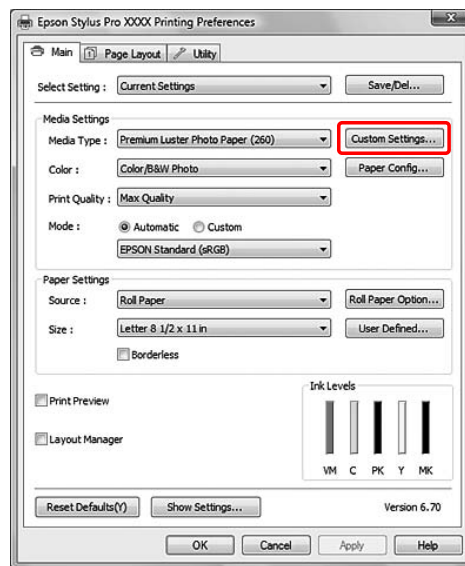 Epson Stylus Pro XXXX Printing Preferences
Main Page Layout Utility
Select Setting : Current Settings Save/Del...
Media Settings
Media Type : Premium Luster Photo Paper (260) Custom Settings...
Color : Color/B&W Photo Paper Config...
Print Quality : Max Quality
Mode : Automatic Custom
EPSON Standard (sRGB)
Paper Settings
Source : Roll Paper Roll Paper Option...
Size : Letter 8 1/2 x 11 in User Defined...
Borderless
Print Preview
Layout Manager
Ink Levels
VM C PK Y MK
Reset Defaults(Y) Show Settings... Version 6.70
OK Cancel Apply Help